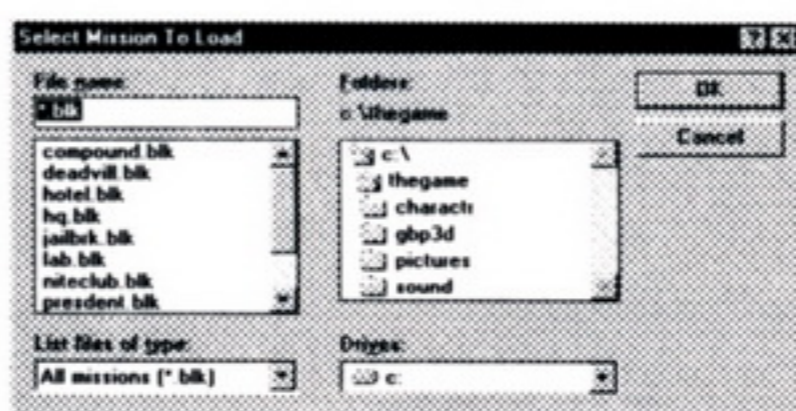 Select Mission To Load
File name:
*.blk
compound.blk
deadvill.blk
hotel.blk
hq.blk
jailbrk.blk
lab.blk
niteclub.blk
presdent.blk
List files of type:
All missions (*.blk)
Folders:
c:\thegame
c:\
thegame
charactr
gbp3d
pictures
sound
Drives:
c:
OK
Cancel